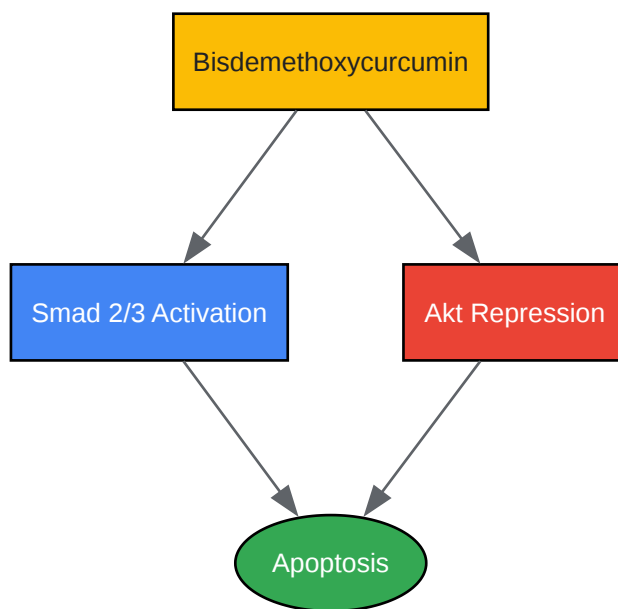 Bisdemethoxycurcumin
Smad 2/3 Activation
Akt Repression
Apoptosis